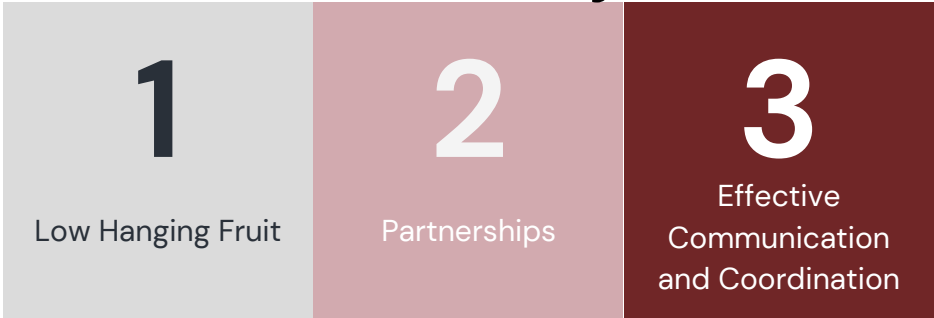 1
Low Hanging Fruit
2
Partnerships
3
Effective
Communication
and Coordination